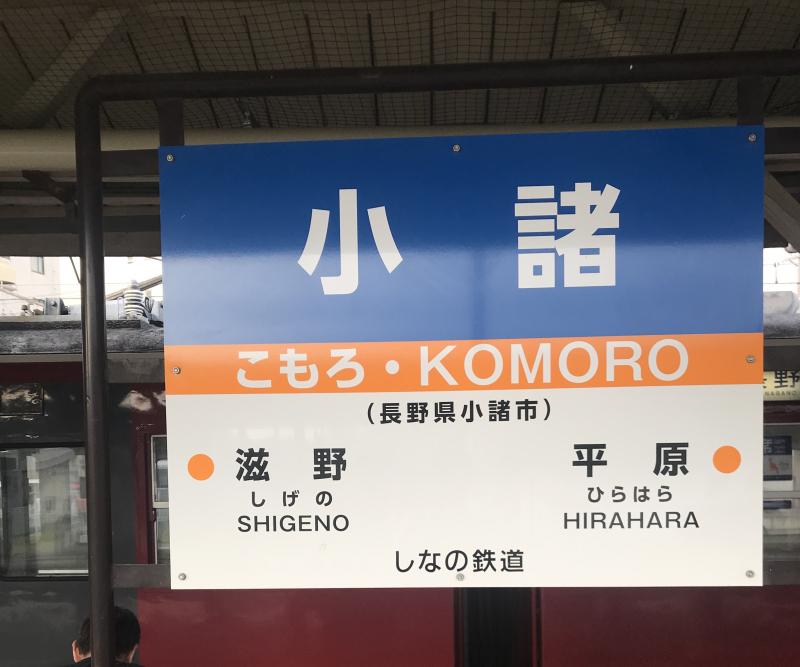 小諸
こもろ・KOMORO
(長野県小諸市)
滋野 平原
しげの ひらはら
SHIGENO HIRAHARA
しなの鉄道
野